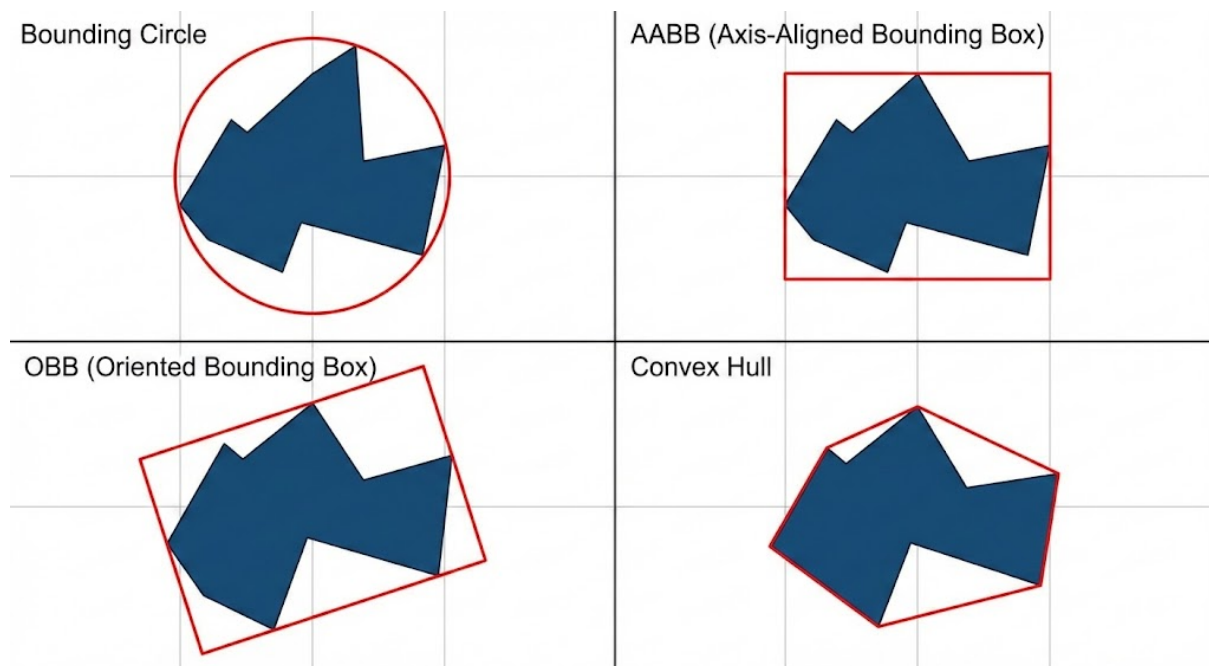 Bounding Circle
AABB (Axis-Aligned Bounding Box)
OBB (Oriented Bounding Box)
Convex Hull